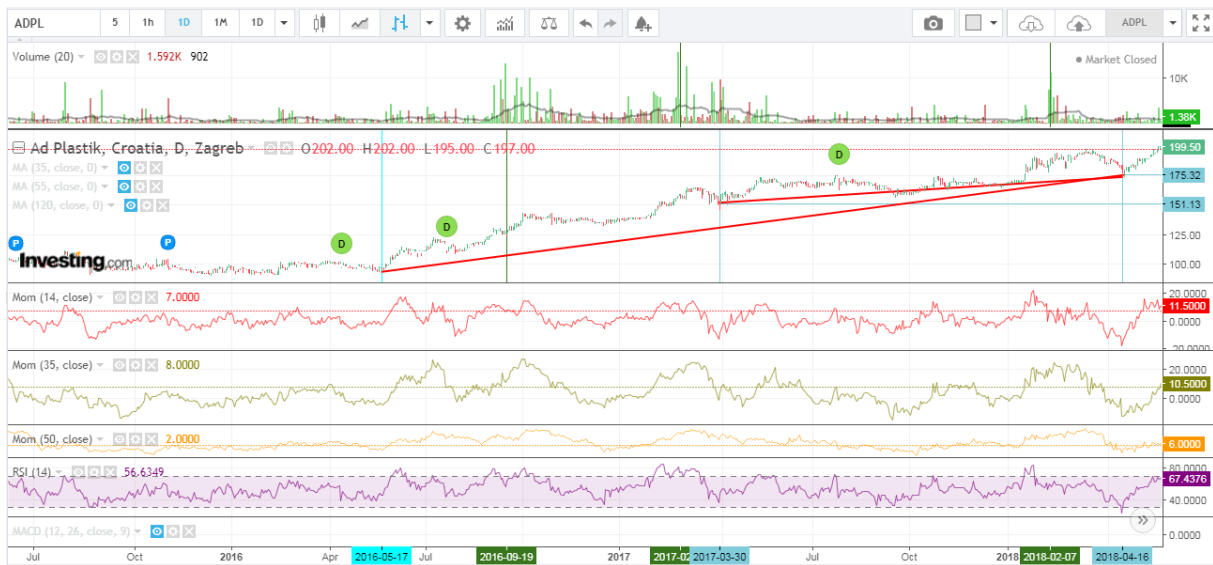 ADPL 5 1h 1D 1M 1D ADPL
Volume (20) 1.592K 902
Market Closed
10K
1.38K
Ad Plastik, Croatia, D, Zagreb O202.00 H202.00 L195.00 C197.00
199.50
MA (35, close, 0)
175.32
MA (55, close, 0)
MA (120, close, 0)
151.13
D
D
D
125.00
P
P
Investing.com
100.00
Mom (14, close) 7.0000
20.0000
11.5000
0.0000
-20.0000
Mom (35, close) 8.0000
20.0000
10.5000
0.0000
Mom (50, close) 2.0000
6.0000
RSI (14) 56.6349
80.0000
67.4376
40.0000
MACD (12, 26, close, 9)
0.0000
Jul Oct 2016 Apr 2016-05-17 Jul 2016-09-19 2017 2017-02 2017-03-30 Jul Oct 2018 2018-02-07 2018-04-16